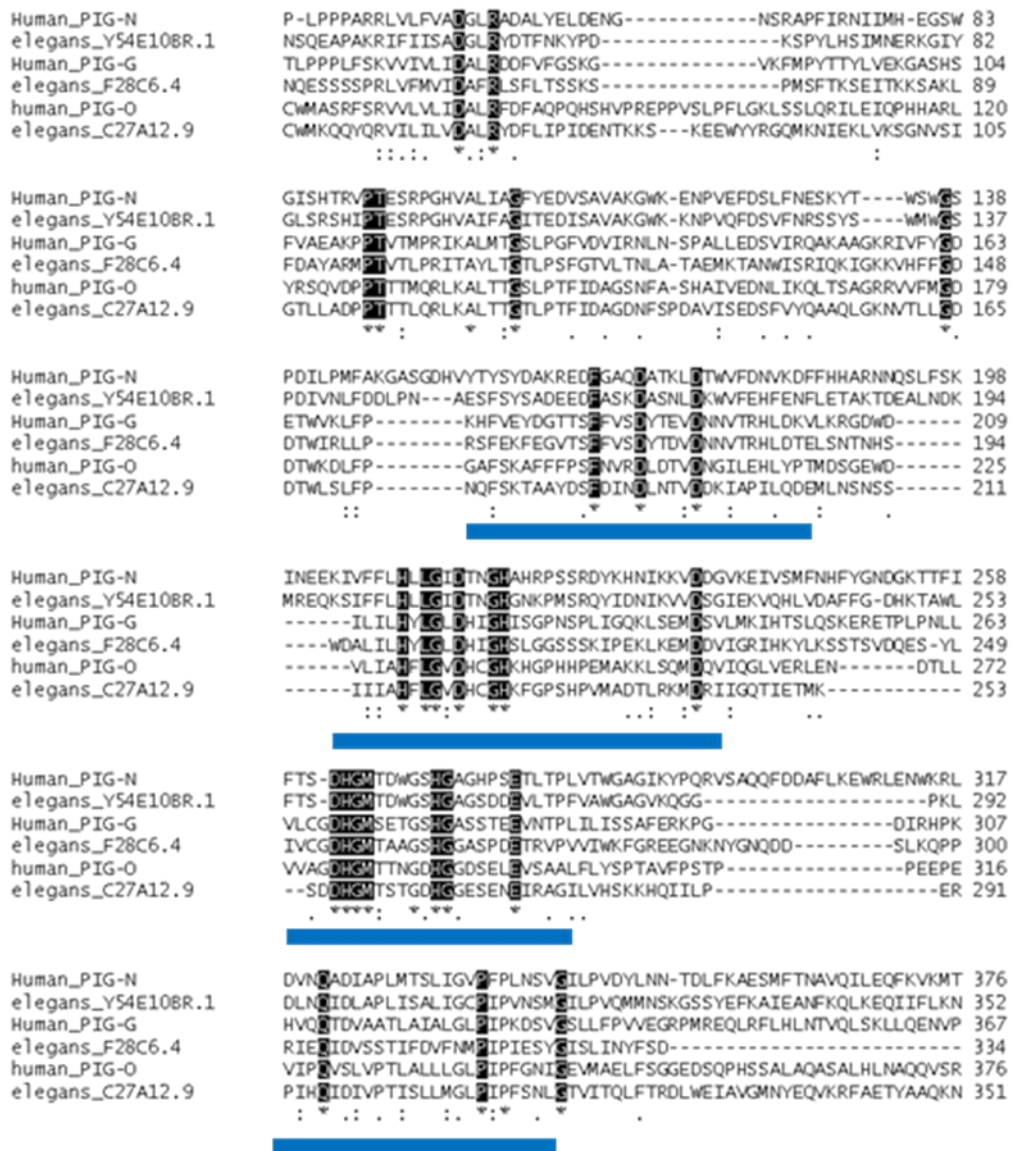 Human_PIG-N P-LPPPARRLVLFVADGLRADALYELDENG------------NSRAPFIRNIIMH-EGSW 83
elegans_Y54E10BR.1 NSQEAPAKRIFIISADGLRYDTFNKYPD----------------KSPYLHSIMNERKGIY 82
Human_PIG-G TLPPPLFSKVVIVLIDALRDDFVFGSKG--------------VKFMPYTTYLVEKGASHS 104
elegans_F28C6.4 NQLESSSPRLVFMVIDAFRLSFLTSSKS---------------PMSFTKSEITKKSAKL 89
human_PIG-O CWMASRFSRVVLVLIDALRFDFAQPQHSHVPREPPVSLPFLGKLSSLQRILEIQPHHARL 120
elegans_C27A12.9 CWMKQQYQRVILILVDALRYDFLIPIDENTKKS---KEEWYYRGQMKNIEKLVKSGNVSI 105
::.:. *.:* . :
Human_PIG-N GISHTRVPTESRPGHVALIAGFYEDVSAVAKGWK-ENPVEFDSLFNESKYT----WSWGS 138
elegans_Y54E10BR.1 GLSRSHIPTESRPGHVAIFAGITEDISAVAKGWK-KNPVQFDSVFNRSSYS----WMWGS 137
Human_PIG-G FVAEAKPPTVTMPRIKALMTGSLPGFVDVIRNLN-SPALLEDSVIRQAKAAGKRIVFYGD 163
elegans_F28C6.4 FDAYARMPTVTLPRITAYLTGTLPSFGTVLTNLA-TAEMKTANWISRIQKIGKKVHFFGD 148
human_PIG-O YRSQVDPPTTTMQRLKALTTGSLPTFIDAGSNFA-SHAIVEDNLIKQLTSAGRRVVFMGD 179
elegans_C27A12.9 GTLLADPPTTTLQRLKALTTGTLPTFIDAGDNFSPDAVISEDSFVYQAAQLGKNVTLLGD 165
** : * :* . . . : . . . *.
Human_PIG-N PDILPMFAKGASGDHVYTYSYDAKREDFGAQDATKLDTWVFDNVKDFFHHARNNQSLFSK 198
elegans_Y54E10BR.1 PDIVNLFDDLPN---AESFSYSADEEDFASKDASNLDKWVFEHFENFLETAKTDEALNDK 194
Human_PIG-G ETWVKLFP--------KHFVEYDGTTSFFVSDYTEVDNNVTRHLDKVLKRGDWD------ 209
elegans_F28C6.4 DTWIRLLP--------RSFEKFEGVTSFFVSDYTDVDNNVTRHLDTELSNTNHS------ 194
human_PIG-O DTWKDLFP--------GAFSKAFFFPSFNVRDLDTVDNGILEHLYPTMDSGEWD------ 225
elegans_C27A12.9 DTWLSLFP--------NQFSKTAAYDSFDINDLNTVDDKIAPILQDEMLNSNSS------ 211
:: : .* * :* : . : .
Human_PIG-N INEEKIVFFLHLLGIDTNGHAHRPSSRDYKHNIKKVDDGVKEIVSMFNHFYGNDGKTTFI 258
elegans_Y54E10BR.1 MREQKSIFFLHLLGIDTNGHGNKPMSRQYIDNIKVVDSGIEKVQHLVDAFFG-DHKTAWL 253
Human_PIG-G ------ILILHYLGLDHIGHISGPNSPLIGQKLSEMDSVLMKIHTSLQSKERETPLPNLL 263
elegans_F28C6.4 ----WDALILHYLGLDHIGHSLGGSSSKIPEKLKEMDDVIGRIHKYLKSSTSVDQES-YL 249
human_PIG-O ------VLIAHFLGVDHCGHKHGPHHPEMAKKLSQMDQVIQGLVERLEN-------DTLL 272
elegans_C27A12.9 ------IIIAHFLGVDHCGHKFGPSHPVMADTLRKMDRIIGQTIETMK------------ 253
:: * **:* ** ..: :* : ..
Human_PIG-N FTS-DHGMTDWGSHGAGHPSETLTPLVTWGAGIKYPQRVSAQQFDDAFLKEWRLENWKRL 317
elegans_Y54E10BR.1 FTS-DHGMTDWGSHGAGSDDEVLTPFVAWGAGVKQGG--------------------PKL 292
Human_PIG-G VLCGDHGMSETGSHGASSTEEVNTPLILISSAFERKPG----------------DIRHPK 307
elegans_F28C6.4 IVCGDHGMTAAGSHGGASPDETRVPVVIWKFGREEGNKNYGNQDD---------SLKQPP 300
human_PIG-O VVAGDHGMTTNGDHGGDSELEVSAALFLYSPTAVFPSTP---------------PEEPE 316
elegans_C27A12.9 --SDDHGMTSTGDHGGESENEIRAGILVHSKKHQIILP--------------------ER 291
. ****: *.**. * . ..
Human_PIG-N DVNQADIAPLMTSLIGVPFPLNSVGILPVDYLNN-TDLFKAESMFTNAVQILEQFKVKMT 376
elegans_Y54E10BR.1 DLNQIDLAPLISALIGCPIPVNSMGILPVQMMNSKGSSYEFKAIEANFKQLKEQIIFLKN 352
Human_PIG-G HVQQTDVAATLAIALGLPIPKDSVGSLLFPVVEGRPMREQLRFLHLNTVQLSKLLQENVP 367
elegans_F28C6.4 RIEQIDVSSTIFDVFNMPIPIESYGISLINYFSD-------------------------- 334
human_PIG-O VIPQVSLVPTLALLLGLPIPFGNIGEVMAELFSGGEDSQPHSSALAQASALHLNAQQVSR 376
elegans_C27A12.9 PIHQIDIVPTISLLMGLPIPFSNLGTVITQLFTRDLWEIAVGMNYEQVKRFAETYAAQKN 351
: * .: . : :. *:* . * .